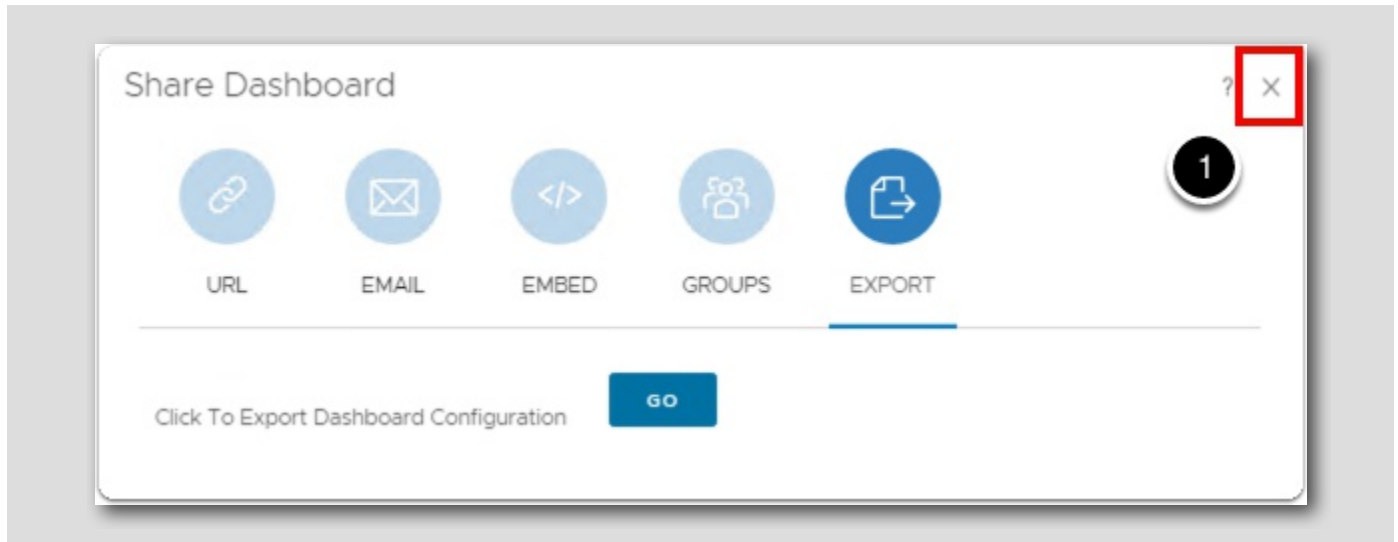 Share Dashboard ? ×
1
</>
URL EMAIL EMBED GROUPS EXPORT
Click To Export Dashboard Configuration GO